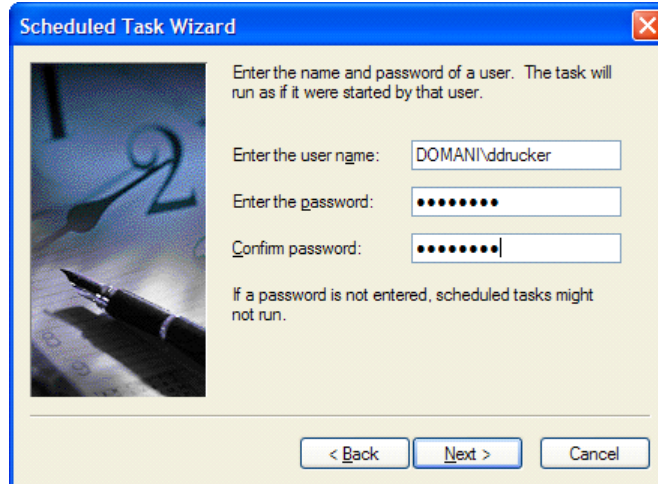 Scheduled Task Wizard
Enter the name and password of a user. The task will
run as if it were started by that user.
Enter the user name: DOMANI\ddrucker
Enter the password: ●●●●●●●●
Confirm password: ●●●●●●●●
If a password is not entered, scheduled tasks might
not run.
< Back Next > Cancel
2